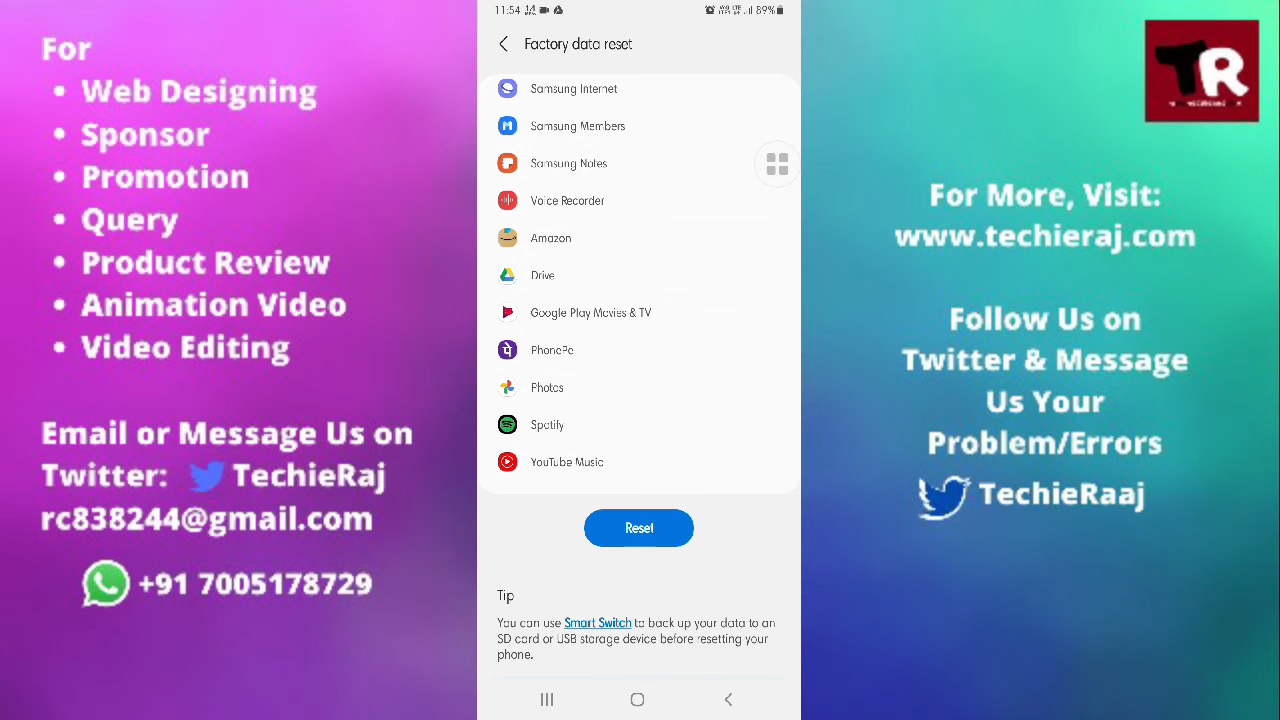 For
• Web Designing
• Sponsor
• Promotion
• Query
• Product Review
• Animation Video
• Video Editing
Email or Message Us on
Twitter: TechieRaj
rc838244@gmail.com
+91 7005178729
11:54
89%
Factory data reset
Samsung Internet
Samsung Members
Samsung Notes
Voice Recorder
Amazon
Drive
Google Play Movies & TV
PhonePe
Photos
Spotify
YouTube Music
Reset
Tip
You can use Smart Switch to back up your data to an
SD card or USB storage device before resetting your
phone.
TR
For More, Visit:
www.techieraj.com
Follow Us on
Twitter & Message
Us Your
Problem/Errors
TechieRaaj